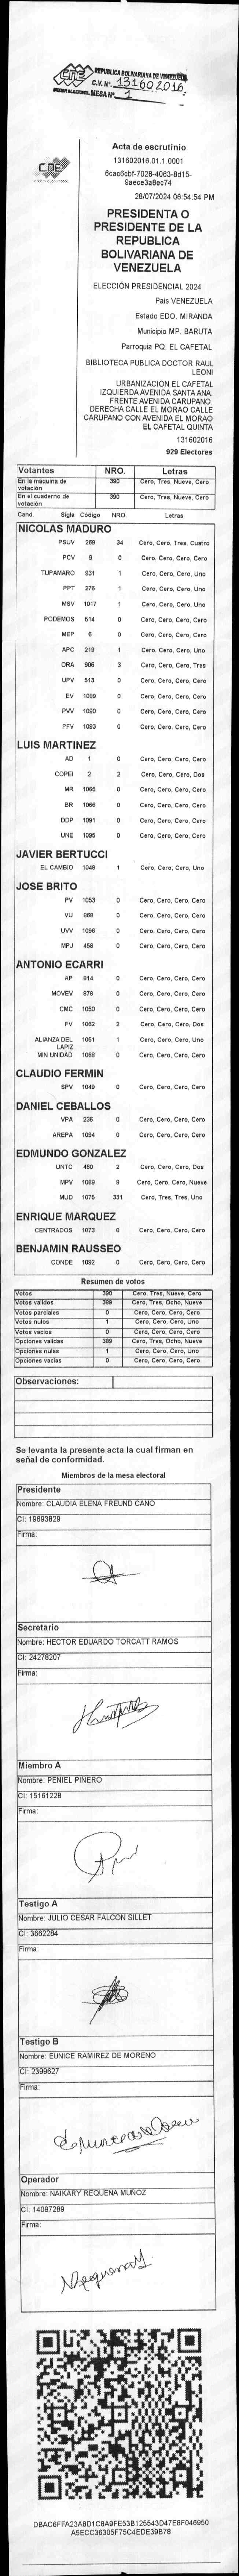 CNE REPUBLICA BOLIVARIANA DE VENEZUELA
C.V. N°. 131602016
PODER ELECTORAL MESA N° 1
CNE
Acta de escrutinio
131602016.01.1.0001
6cac6cbf-7028-4063-8d15-
9aece3a8ec74
28/07/2024 06:54:54 PM
PRESIDENTA O
PRESIDENTE DE LA
REPUBLICA
BOLIVARIANA DE
VENEZUELA
ELECCIÓN PRESIDENCIAL 2024
País VENEZUELA
Estado EDO. MIRANDA
Municipio MP. BARUTA
Parroquia PQ. EL CAFETAL
BIBLIOTECA PUBLICA DOCTOR RAUL
LEONI
URBANIZACION EL CAFETAL
IZQUIERDA AVENIDA SANTA ANA.
FRENTE AVENIDA CARUPANO.
DERECHA CALLE EL MORAO CALLE
CARUPANO CON AVENIDA EL MORAO
EL CAFETAL QUINTA
131602016
929 Electores
Votantes NRO. Letras
En la máquina de votación 390 Cero, Tres, Nueve, Cero
En el cuaderno de votación 390 Cero, Tres, Nueve, Cero
Cand. Sigla Código NRO. Letras
NICOLAS MADURO
PSUV 269 34 Cero, Cero, Tres, Cuatro
PCV 9 0 Cero, Cero, Cero, Cero
TUPAMARO 931 1 Cero, Cero, Cero, Uno
PPT 276 1 Cero, Cero, Cero, Uno
MSV 1017 1 Cero, Cero, Cero, Uno
PODEMOS 514 0 Cero, Cero, Cero, Cero
MEP 6 0 Cero, Cero, Cero, Cero
APC 219 1 Cero, Cero, Cero, Uno
ORA 906 3 Cero, Cero, Cero, Tres
UPV 513 0 Cero, Cero, Cero, Cero
EV 1089 0 Cero, Cero, Cero, Cero
PVV 1090 0 Cero, Cero, Cero, Cero
PFV 1093 0 Cero, Cero, Cero, Cero
LUIS MARTINEZ
AD 1 0 Cero, Cero, Cero, Cero
COPEI 2 2 Cero, Cero, Cero, Dos
MR 1065 0 Cero, Cero, Cero, Cero
BR 1066 0 Cero, Cero, Cero, Cero
DDP 1091 0 Cero, Cero, Cero, Cero
UNE 1095 0 Cero, Cero, Cero, Cero
JAVIER BERTUCCI
EL CAMBIO 1048 1 Cero, Cero, Cero, Uno
JOSE BRITO
PV 1053 0 Cero, Cero, Cero, Cero
VU 868 0 Cero, Cero, Cero, Cero
UVV 1096 0 Cero, Cero, Cero, Cero
MPJ 458 0 Cero, Cero, Cero, Cero
ANTONIO ECARRI
AP 814 0 Cero, Cero, Cero, Cero
MOVEV 978 0 Cero, Cero, Cero, Cero
CMC 1050 0 Cero, Cero, Cero, Cero
FV 1062 2 Cero, Cero, Cero, Dos
ALIANZA DEL LAPIZ 1051 1 Cero, Cero, Cero, Uno
MIN UNIDAD 1088 0 Cero, Cero, Cero, Cero
CLAUDIO FERMIN
SPV 1049 0 Cero, Cero, Cero, Cero
DANIEL CEBALLOS
VPA 236 0 Cero, Cero, Cero, Cero
AREPA 1094 0 Cero, Cero, Cero, Cero
EDMUNDO GONZALEZ
UNTC 460 2 Cero, Cero, Cero, Dos
MPV 1069 9 Cero, Cero, Cero, Nueve
MUD 1076 331 Cero, Tres, Tres, Uno
ENRIQUE MARQUEZ
CENTRADOS 1073 0 Cero, Cero, Cero, Cero
BENJAMIN RAUSSEO
CONDE 1092 0 Cero, Cero, Cero, Cero
Resumen de votos
Votos 390 Cero, Tres, Nueve, Cero
Votos validos 389 Cero, Tres, Ocho, Nueve
Votos parciales 0 Cero, Cero, Cero, Cero
Votos nulos 1 Cero, Cero, Cero, Uno
Votos vacios 0 Cero, Cero, Cero, Cero
Opciones validas 389 Cero, Tres, Ocho, Nueve
Opciones nulas 1 Cero, Cero, Cero, Uno
Opciones vacias 0 Cero, Cero, Cero, Cero
Observaciones:
Se levanta la presente acta la cual firman en
señal de conformidad.
Miembros de la mesa electoral
Presidente
Nombre: CLAUDIA ELENA FREUND CANO
CI: 19693829
Firma:
Secretario
Nombre: HECTOR EDUARDO TORCATT RAMOS
CI: 24278207
Firma:
Miembro A
Nombre: PENIEL PINERO
CI: 15161228
Firma:
Testigo A
Nombre: JULIO CESAR FALCON SILLET
CI: 3662284
Firma:
Testigo B
Nombre: EUNICE RAMIREZ DE MORENO
CI: 2399627
Firma:
Operador
Nombre: NAIKARY REQUENA MUÑOZ
CI: 14097289
Firma:
NRequenaM
DBAC6FFA23A8D1C8A9FE53B125543D47E8F046950
A5ECC36305F75C4EDE39B78